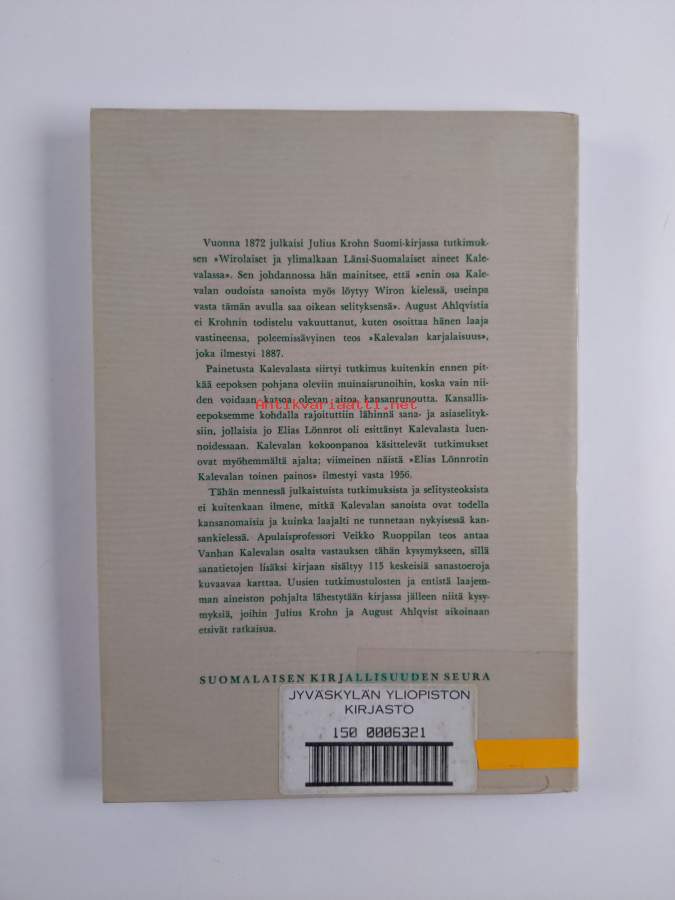 Vuonna 1872 julkaisi Julius Krohn Suomi-kirjassa tutkimuk-
sen »Wirolaiset ja ylimalkaan Länsi-Suomalaiset aineet Kale-
valassa». Sen johdannossa hän mainitsee, että »enin osa Kale-
valan oudoista sanoista myös löytyy Wiron kielessä, useinpa
vasta tämän avulla saa oikean selityksensä». August Ahlqvistia
ei Krohnin todistelu vakuuttanut, kuten osoittaa hänen laaja
vastineensa, poleemissävyinen teos »Kalevalan karjalaisuus»,
joka ilmestyi 1887.
Painetusta Kalevalasta siirtyi tutkimus kuitenkin ennen pit-
kää eepoksen pohjana oleviin muinaisrunoihin, koska vain nii-
den voidaan katsoa olevan aitoa kansanrunoutta. Kansallis-
Antikvariaatti.net
eepoksemme kohdalla rajoituttiin lähinnä sana- ja asiaselityk-
siin, jollaisia jo Elias Lönnrot oli esittänyt Kalevalasta luen-
noidessaan. Kalevalan kokoonpanoa käsittelevät tutkimukset
ovat myöhemmältä ajalta; viimeinen näistä »Elias Lönnrotin
Kalevalan toinen painos» ilmestyi vasta 1956.
Tähän mennessä julkaistuista tutkimuksista ja selitysteoksista
ei kuitenkaan ilmene, mitkä Kalevalan sanoista ovat todella
kansanomaisia ja kuinka laajalti ne tunnetaan nykyisessä kan-
sankielessä. Apulaisprofessori Veikko Ruoppilan teos antaa
Vanhan Kalevalan osalta vastauksen tähän kysymykseen, sillä
sanatietojen lisäksi kirjaan sisältyy 115 keskeisiä sanastoeroja
kuvaavaa karttaa. Uusien tutkimustulosten ja entistä laajem-
man aineiston pohjalta lähestytään kirjassa jälleen niitä kysy-
myksiä, joihin Julius Krohn ja August Ahlqvist aikoinaan
etsivät ratkaisua.
SUOMALAISEN KIRJALLISUUDEN SEURA
JYVÄSKYLÄN YLIOPISTON
KIRJASTO
150 0006321